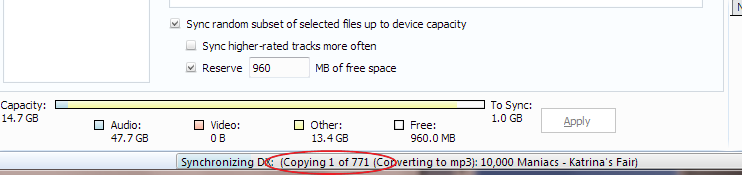 Sync random subset of selected files up to device capacity
Sync higher-rated tracks more often
Reserve 960 MB of free space
Capacity: To Sync:
14.7 GB 1.0 GB
Audio: Video: Other: Free: Apply
47.7 GB 0 B 13.4 GB 960.0 MB
Synchronizing D: (Copying 1 of 771 (Converting to mp3): 10,000 Maniacs - Katrina's Fair)